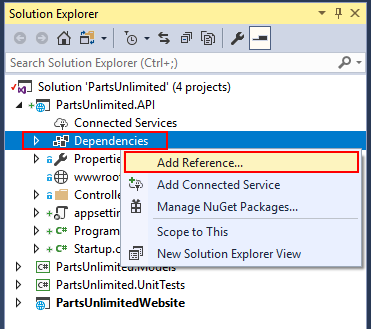 Solution Explorer
Search Solution Explorer (Ctrl+;)
Solution 'PartsUnlimited' (4 projects)
PartsUnlimited.API
Connected Services
Dependencies
Propertie
Add Reference...
wwwroo
Add Connected Service
Controlle
Manage NuGet Packages...
appsettin
Program
Scope to This
Startup.c
New Solution Explorer View
PartsUnlimited.Models
PartsUnlimited.UnitTests
PartsUnlimitedWebsite